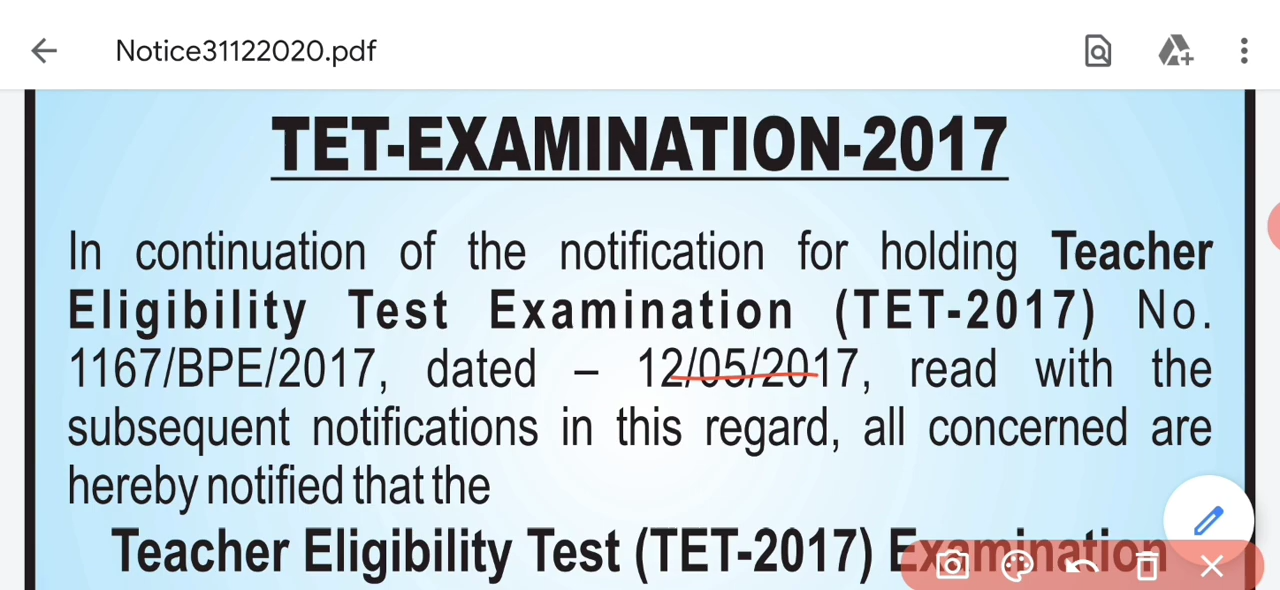 Notice31122020.pdf
TET-EXAMINATION-2017
In continuation of the notification for holding Teacher
Eligibility Test Examination (TET-2017) No.
1167/BPE/2017, dated – 12/05/2017, read with the
subsequent notifications in this regard, all concerned are
hereby notified that the
Teacher Eligibility Test (TET-2017) Examination